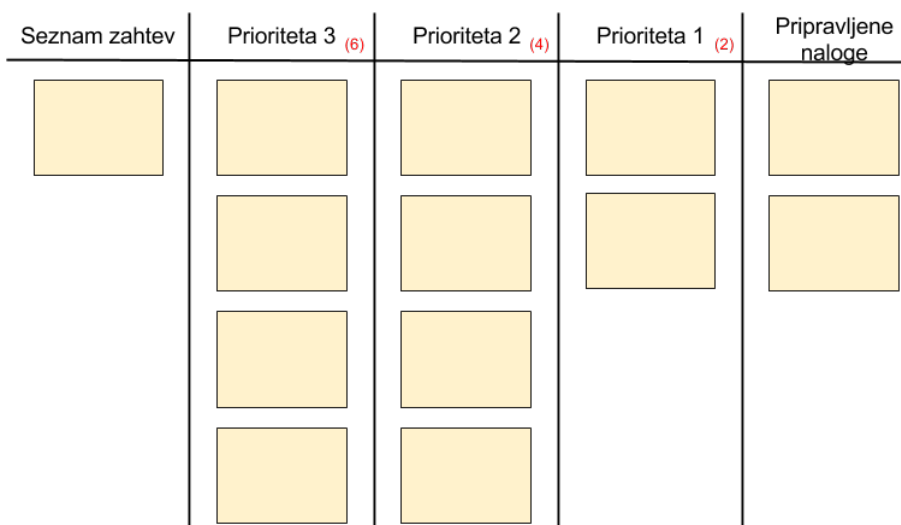 Seznam zahtev
Prioriteta 3 (6)
Prioriteta 2 (4)
Prioriteta 1 (2)
Pripravljene
naloge